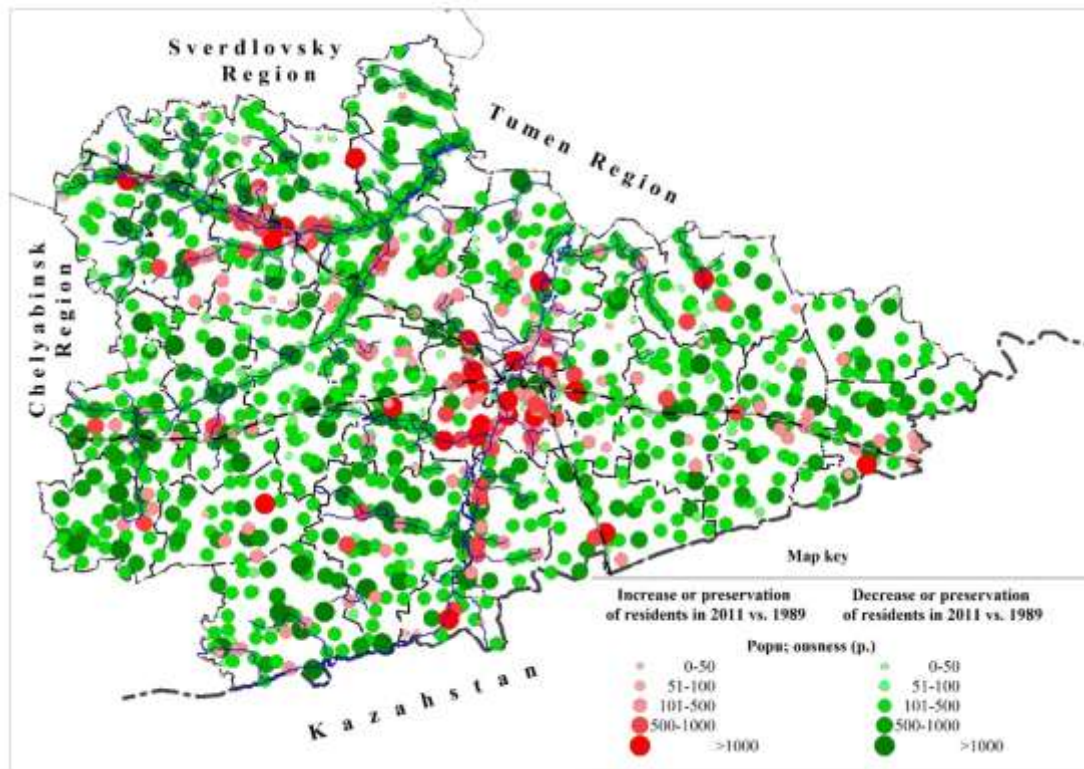 Sverdlovsky
Region
Tumen Region
Chelyabinsk
Region
Kazahstan
Map key
Increase or preservation
of residents in 2011 vs. 1989
Decrease or preservation
of residents in 2011 vs. 1989
Popu; ousness (p.)
0-50
51-100
101-500
500-1000
>1000
0-50
51-100
101-500
500-1000
>1000